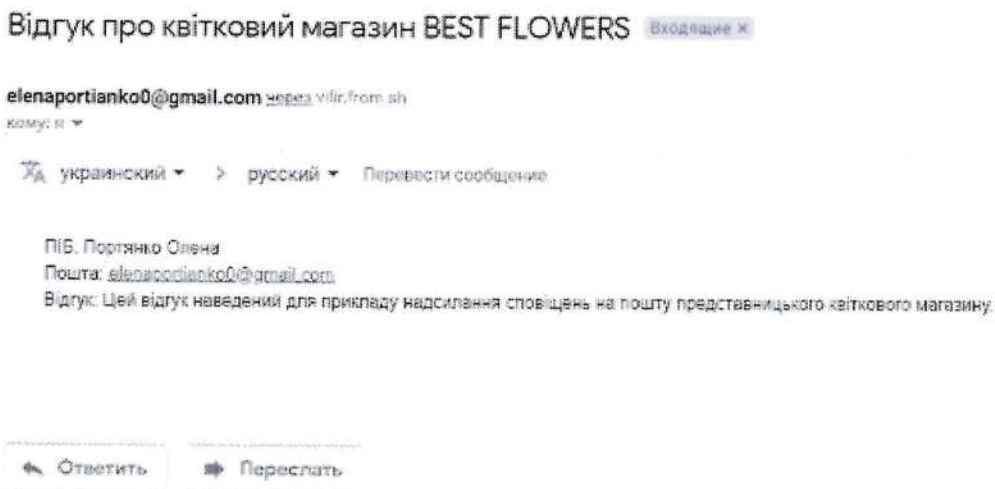 Відгук про квітковий магазин BEST FLOWERS Входящие ×
elenaportianko0@gmail.com через vilir.from.sh
кому: я
украинский > русский Перевести сообщение
ПІБ. Портянко Олена
Пошта: elenaportianko0@gmail.com
Відгук: Цей відгук наведений для прикладу надсилання сповіщень на пошту представницького квіткового магазину.
Ответить Переслать